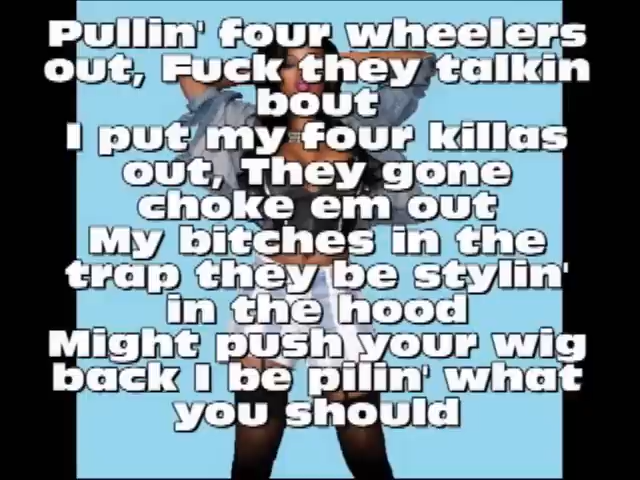 Pullin' four wheelers
out, Fuck they talkin
bout
I put my four killas
out, They gone
choke em out
My bitches in the
trap they be stylin'
in the hood
Might push your wig
back I be pilin' what
you should